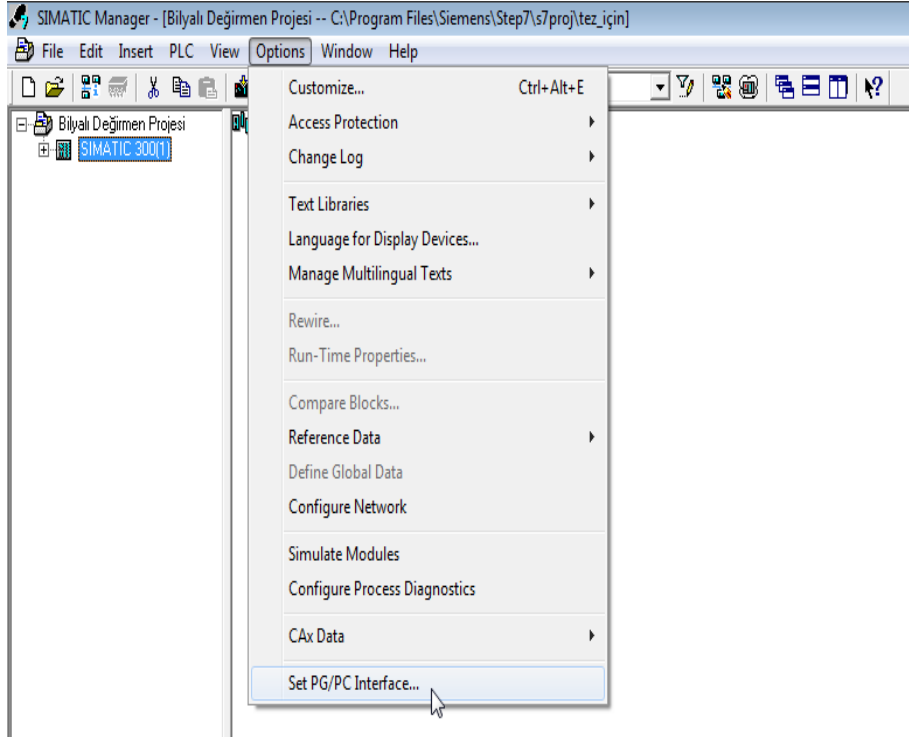 SIMATIC Manager - [Bilyalı Değirmen Projesi -- C:\Program Files\Siemens\Step7\s7proj\tez_için]
File Edit Insert PLC View Options Window Help
Customize... Ctrl+Alt+E
Access Protection
Change Log
Text Libraries
Language for Display Devices...
Manage Multilingual Texts
Rewire...
Run-Time Properties...
Compare Blocks...
Reference Data
Define Global Data
Configure Network
Simulate Modules
Configure Process Diagnostics
CAx Data
Set PG/PC Interface...
Bilyalı Değirmen Projesi
SIMATIC 300(1)